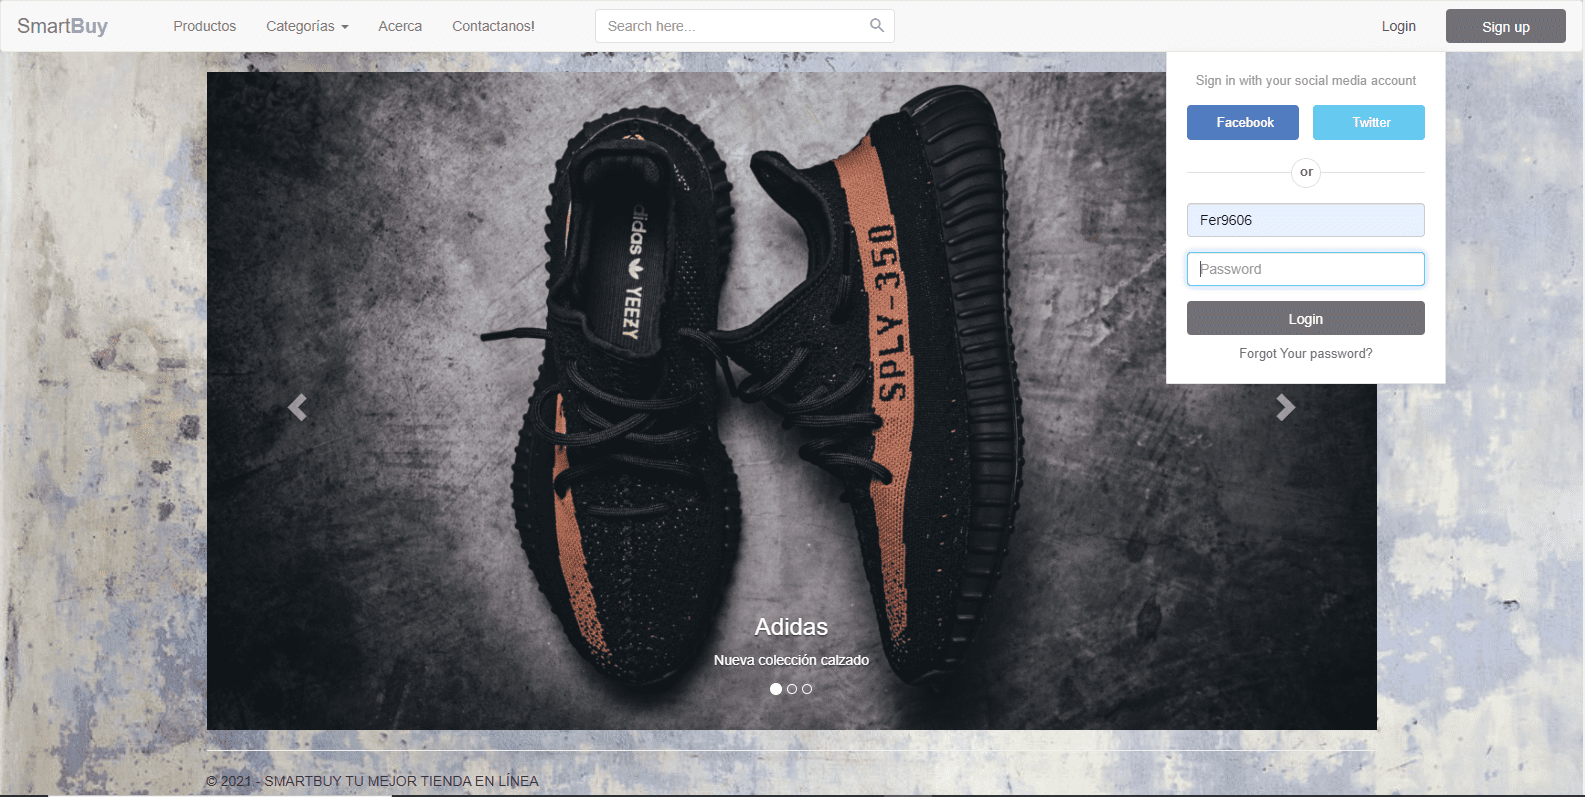 SmartBuy Productos Categorías Acerca Contactanos! Search here... Login Sign up
Sign in with your social media account
Facebook Twitter
or
Fer9606
Password
Login
Forgot Your password?
adidas YEEZY
SPLY-350
Adidas
Nueva colección calzado
© 2021 - SMARTBUY TU MEJOR TIENDA EN LÍNEA